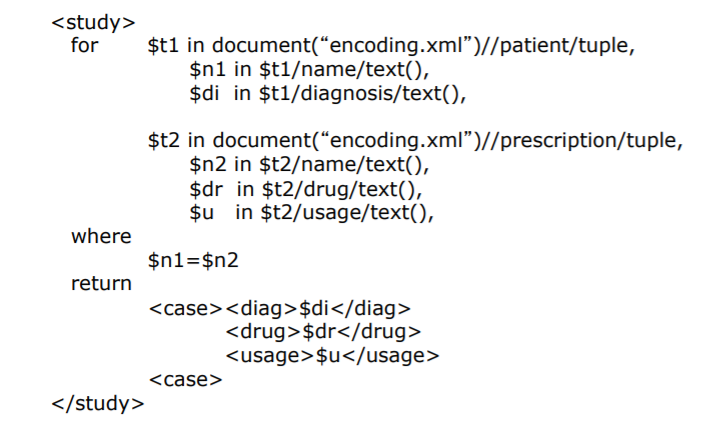 <study>
for $t1 in document(“encoding.xml”)//patient/tuple,
$n1 in $t1/name/text(),
$di in $t1/diagnosis/text(),
$t2 in document(“encoding.xml”)//prescription/tuple,
$n2 in $t2/name/text(),
$dr in $t2/drug/text(),
$u in $t2/usage/text(),
where
$n1=$n2
return
<case><diag>$di</diag>
<drug>$dr</drug>
<usage>$u</usage>
<case>
</study>